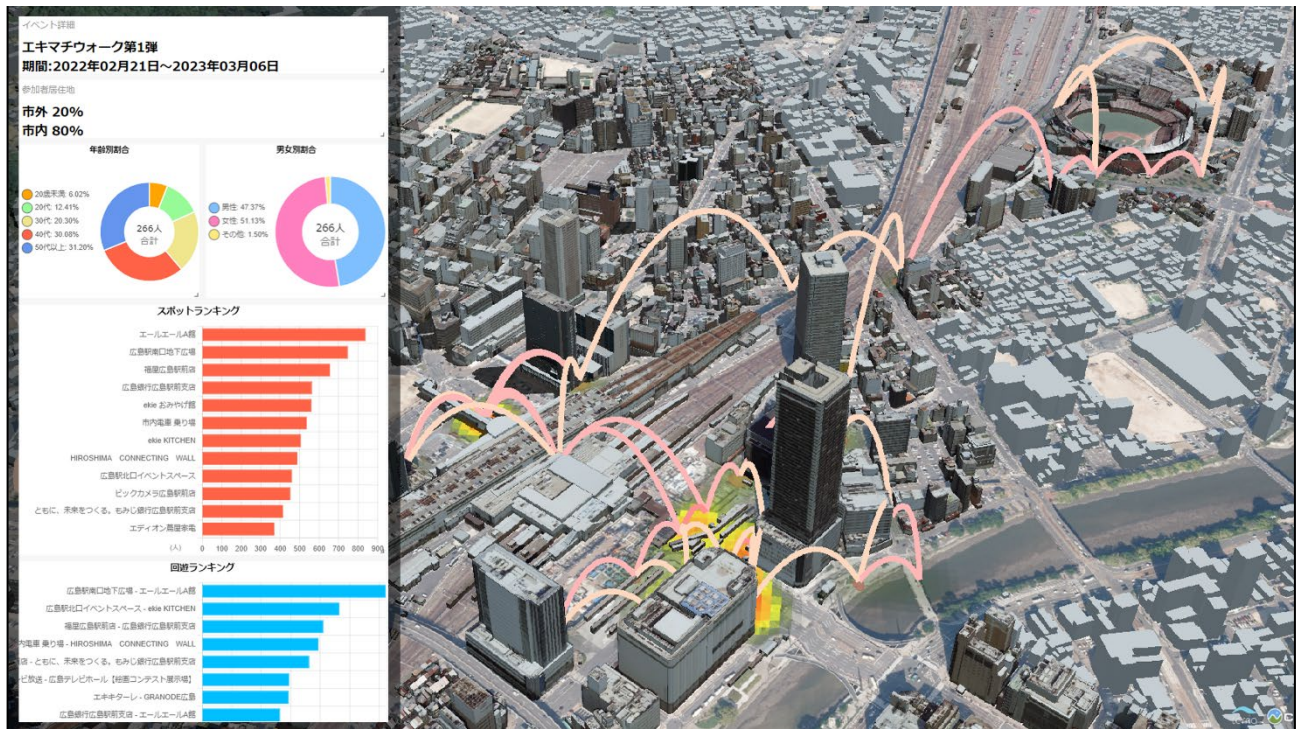 イベント詳細
エキマチウォーク第1弾
期間:2022年02月21日～2023年03月06日
参加者居住地
市外 20%
市内 80%
年齢別割合
20歳未満: 6.02%
20代: 12.41%
30代: 20.30%
40代: 30.08%
50代以上: 31.20%
266人
合計
男女別割合
男性: 47.37%
女性: 51.13%
その他: 1.50%
266人
合計
スポットランキング
エールエールA館
広島駅南口地下広場
福屋広島駅前店
広島銀行広島駅前支店
ekie おみやげ館
市内電車 乗り場
ekie KITCHEN
HIROSHIMA CONNECTING WALL
広島駅北口イベントスペース
ビックカメラ広島駅前店
ともに、未来をつくる。もみじ銀行広島駅前支店
エディオン蔦屋家電
(人) 0 100 200 300 400 500 600 700 800 900
回遊ランキング
広島駅南口地下広場 - エールエールA館
広島駅北口イベントスペース - ekie KITCHEN
福屋広島駅前店 - 広島銀行広島駅前支店
内電車 乗り場 - HIROSHIMA CONNECTING WALL
店 - ともに、未来をつくる。もみじ銀行広島駅前支店
ビ放送 - 広島テレビホール【絵画コンテスト展示場】
エキキターレ - GRANODE広島
広島銀行広島駅前支店 - エールエールA館